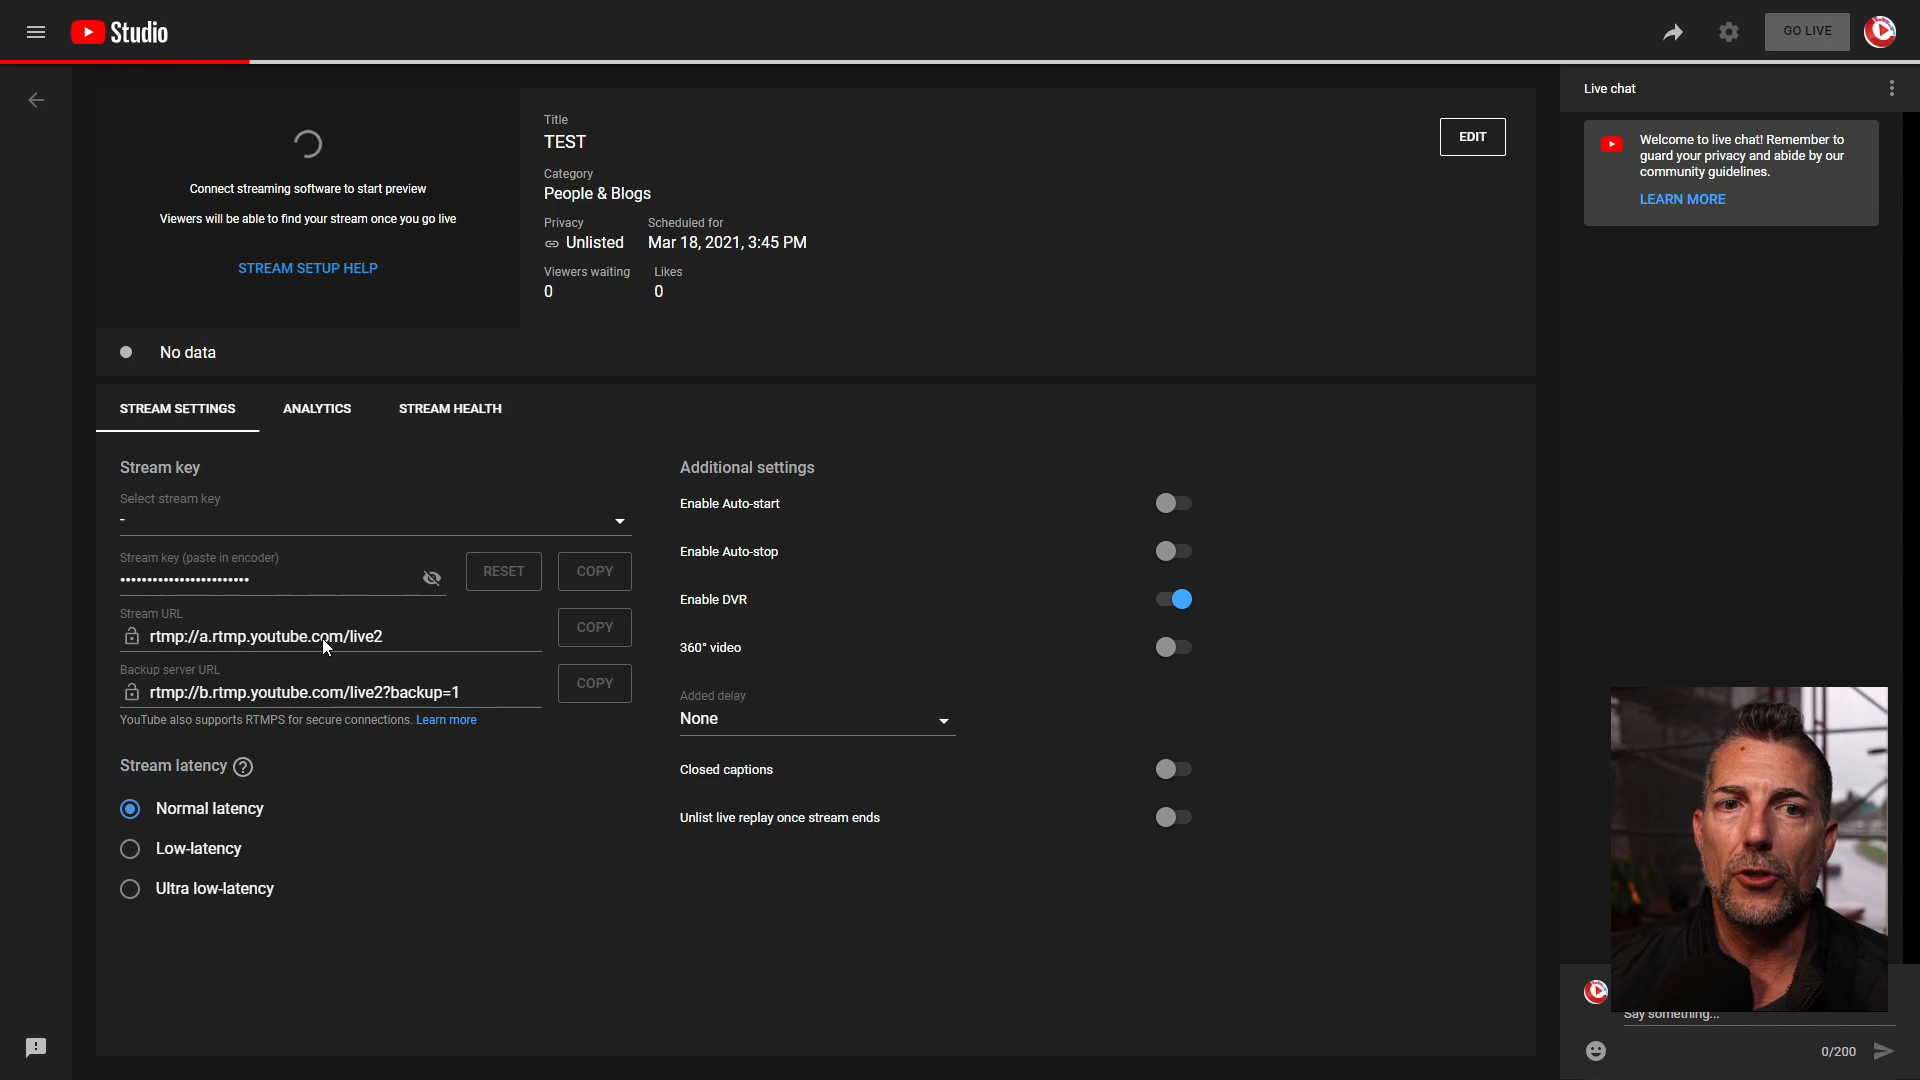 Studio
GO LIVE
Connect streaming software to start preview
Viewers will be able to find your stream once you go live
STREAM SETUP HELP
Title
TEST
EDIT
Category
People & Blogs
Privacy
Scheduled for
Unlisted
Mar 18, 2021, 3:45 PM
Viewers waiting
Likes
0
0
No data
STREAM SETTINGS
ANALYTICS
STREAM HEALTH
Stream key
Select stream key
-
Stream key (paste in encoder)
••••••••••••••••••••••••
RESET
COPY
Stream URL
rtmp://a.rtmp.youtube.com/live2
COPY
Backup server URL
rtmp://b.rtmp.youtube.com/live2?backup=1
COPY
YouTube also supports RTMPS for secure connections. Learn more
Stream latency
Normal latency
Low-latency
Ultra low-latency
Additional settings
Enable Auto-start
Enable Auto-stop
Enable DVR
360° video
Added delay
None
Closed captions
Unlist live replay once stream ends
Live chat
Welcome to live chat! Remember to
guard your privacy and abide by our
community guidelines.
LEARN MORE
Say something...
0/200